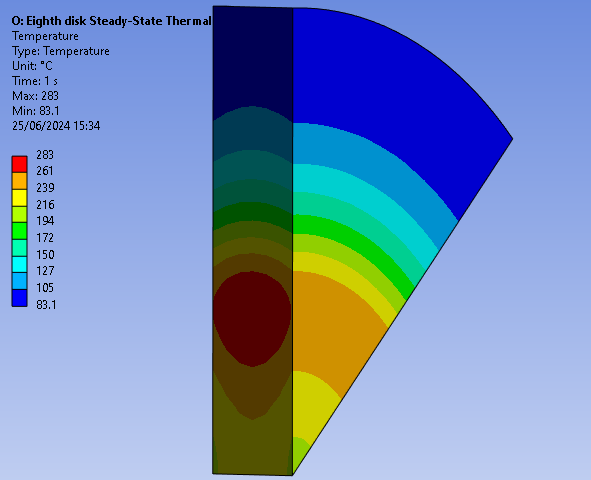 O: Eighth disk Steady-State Thermal
Temperature
Type: Temperature
Unit: °C
Time: 1 s
Max: 283
Min: 83.1
25/06/2024 15:34
283
261
239
216
194
172
150
127
105
83.1